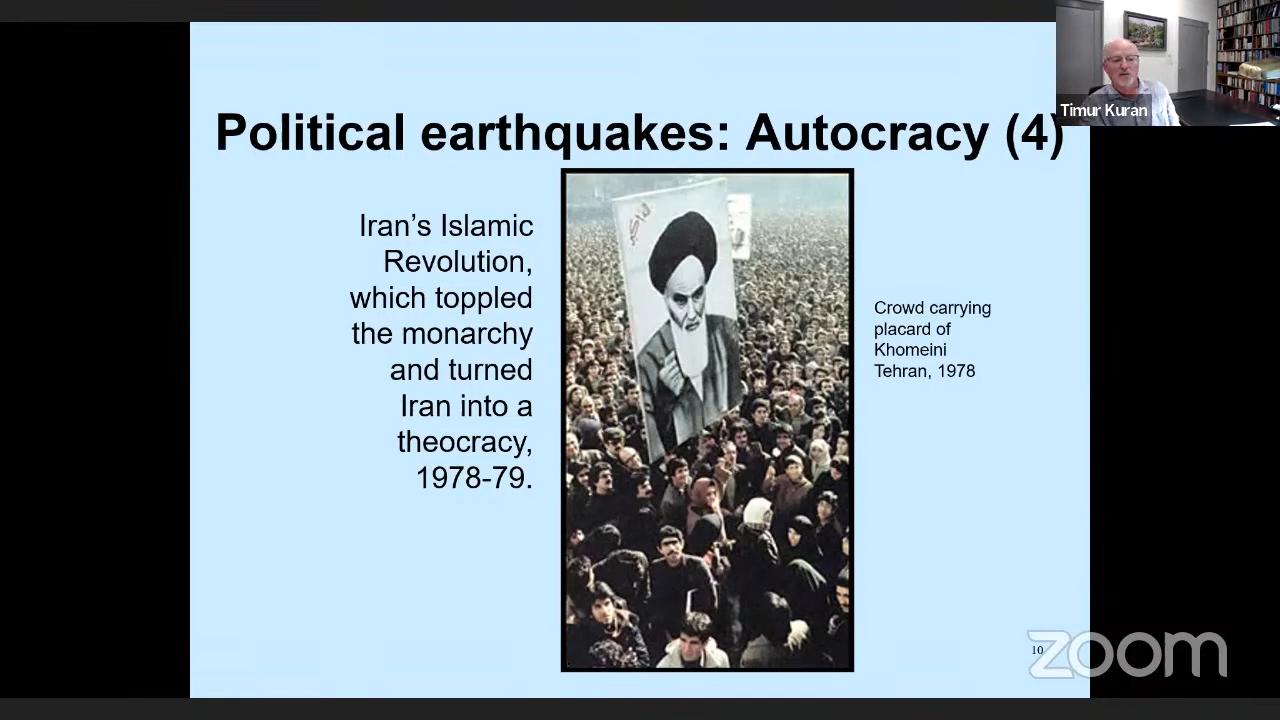 Timur Kuran
Political earthquakes: Autocracy (4)
Iran’s Islamic
Revolution,
which toppled
the monarchy
and turned
Iran into a
theocracy,
1978-79.
Crowd carrying
placard of
Khomeini
Tehran, 1978
10
zoom